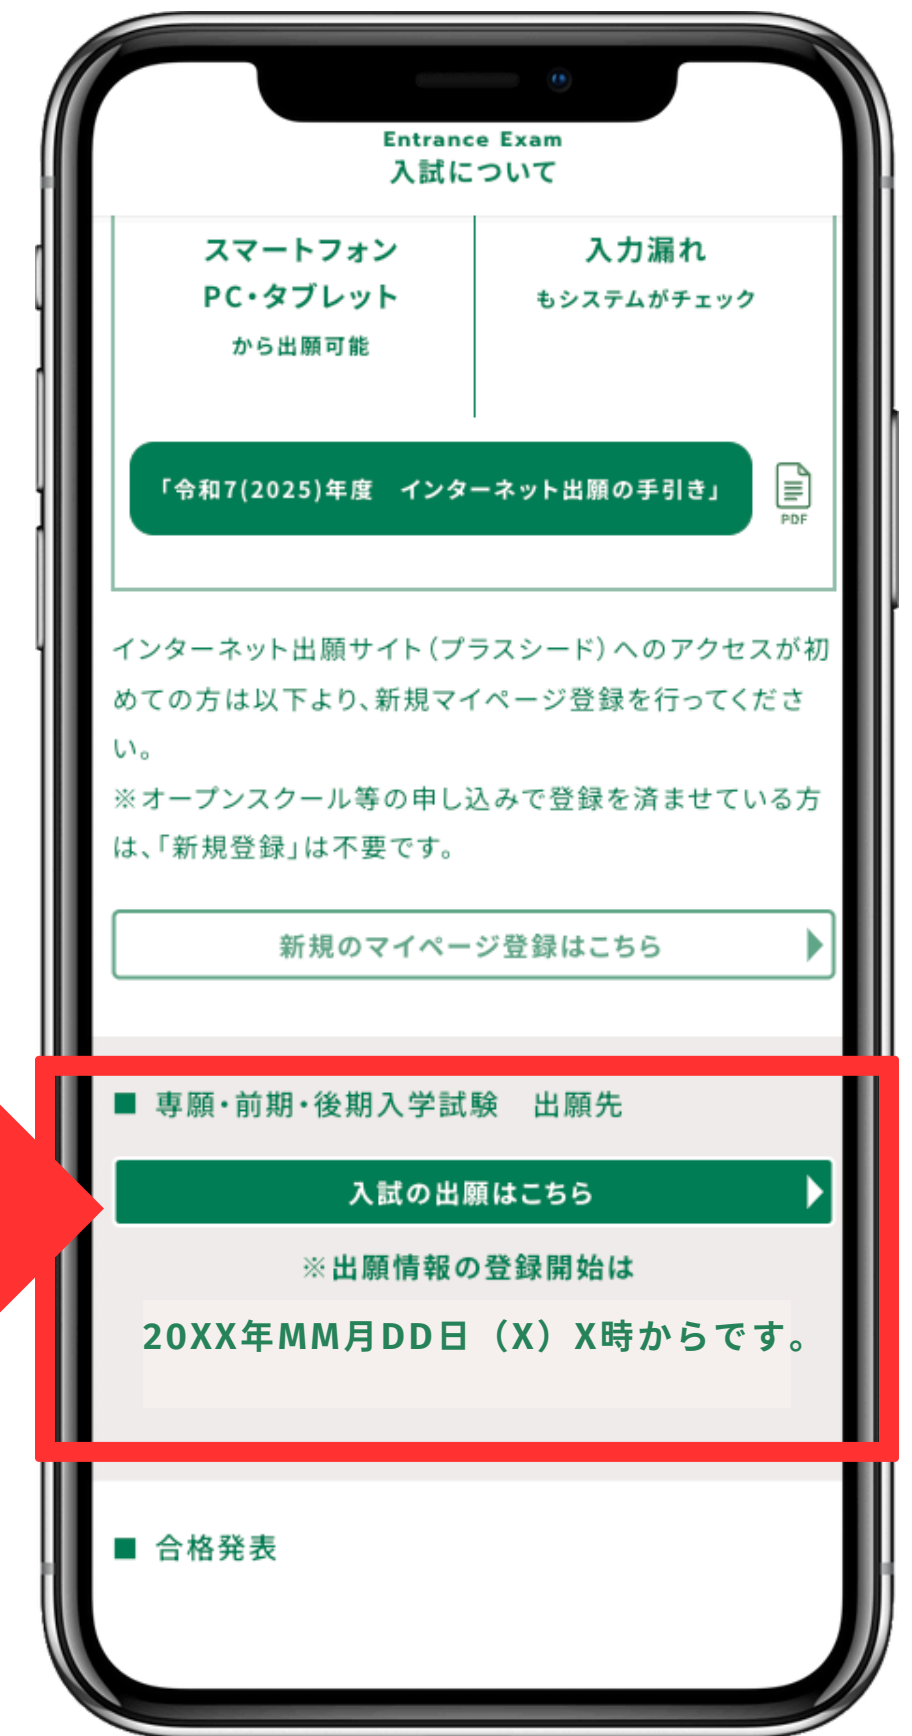 Entrance Exam
入試について
スマートフォン
PC・タブレット
から出願可能
入力漏れ
もシステムがチェック
「令和7(2025)年度　インターネット出願の手引き」
PDF
インターネット出願サイト(プラスシード)へのアクセスが初
めての方は以下より、新規マイページ登録を行ってくださ
い。
※オープンスクール等の申し込みで登録を済ませている方
は、「新規登録」は不要です。
新規のマイページ登録はこちら
■ 専願・前期・後期入学試験　出願先
入試の出願はこちら
※出願情報の登録開始は
20XX年MM月DD日（X）X時からです。
■ 合格発表